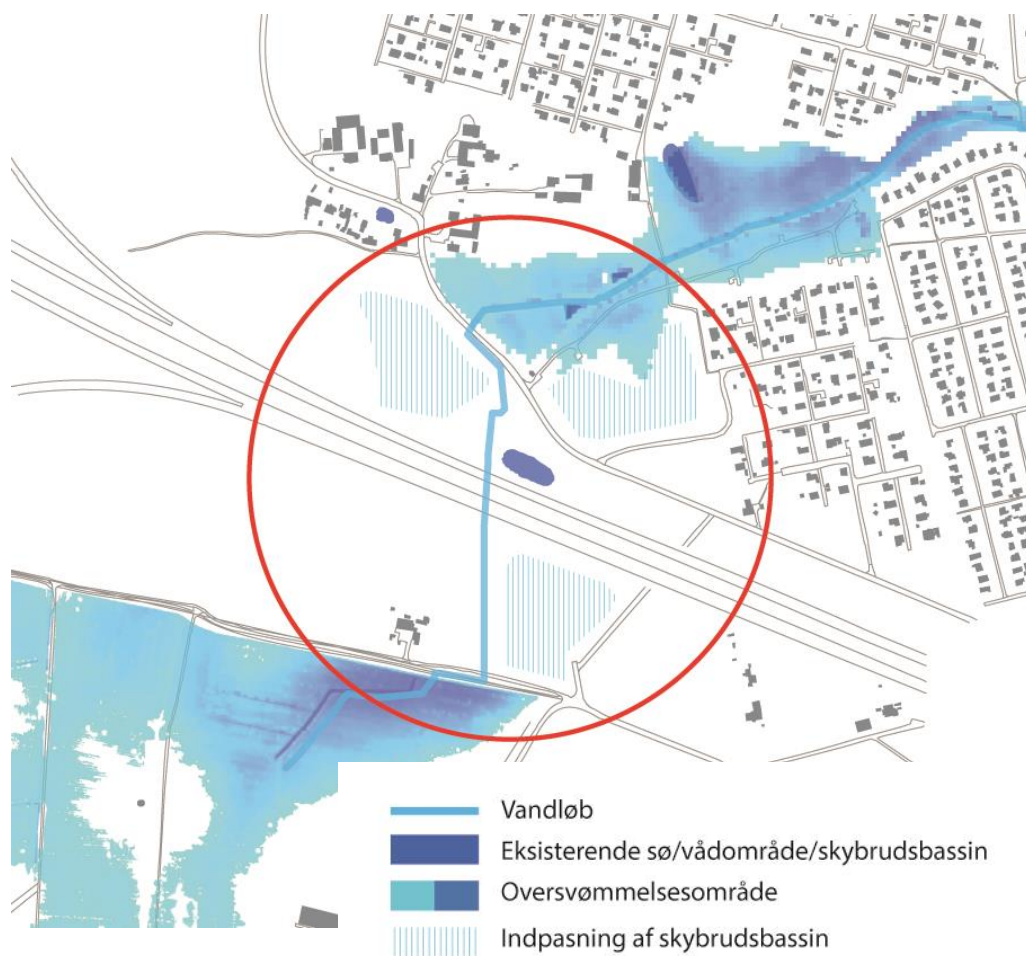 Vandløb
Eksisterende sø/vådområde/skybrudsbassin
Oversvømmelsesområde
Indpasning af skybrudsbassin